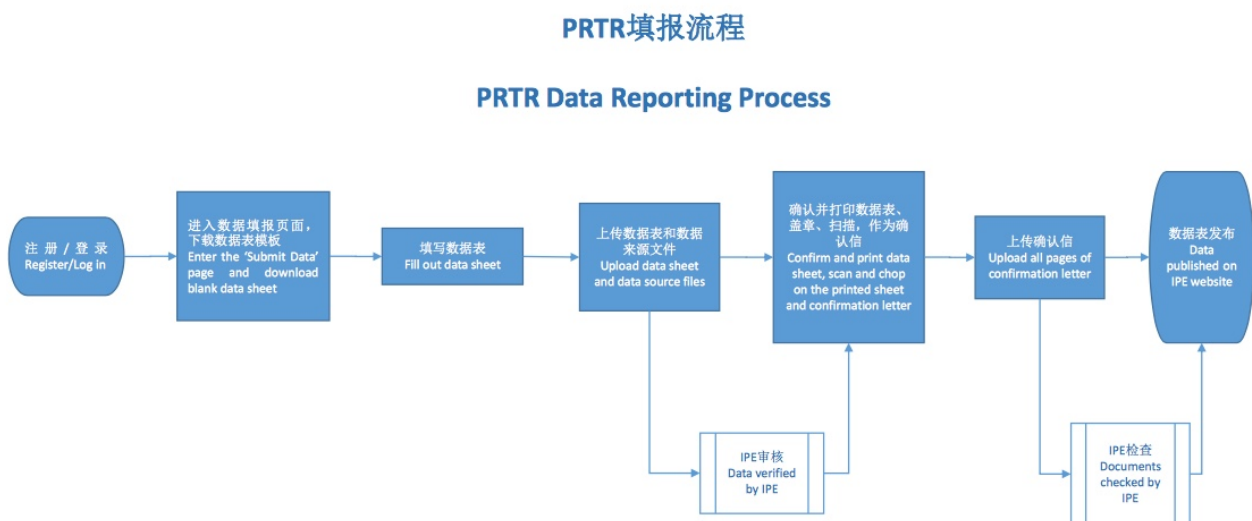 PRTR填报流程
PRTR Data Reporting Process
注 册 / 登 录
Register/Log in
进入数据填报页面，
下载数据表模板
Enter the ‘Submit Data’
page and download
blank data sheet
填写数据表
Fill out data sheet
上传数据表和数据
来源文件
Upload data sheet
and data source files
确认并打印数据表、
盖章、扫描，作为确
认信
Confirm and print data
sheet, scan and chop
on the printed sheet
and confirmation letter
上传确认信
Upload all pages of
confirmation letter
数据表发布
Data
published on
IPE website
IPE审核
Data verified
by IPE
IPE检查
Documents
checked by
IPE